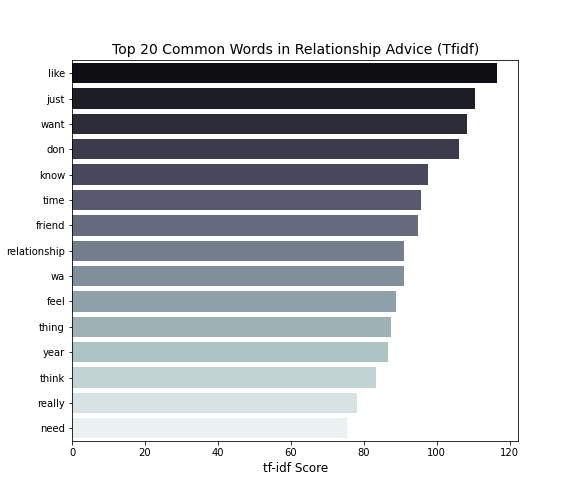 Top 20 Common Words in Relationship Advice (Tfidf)
like
just
want
don
know
time
friend
relationship
wa
feel
thing
year
think
really
need
0 20 40 60 80 100 120
tf-idf Score